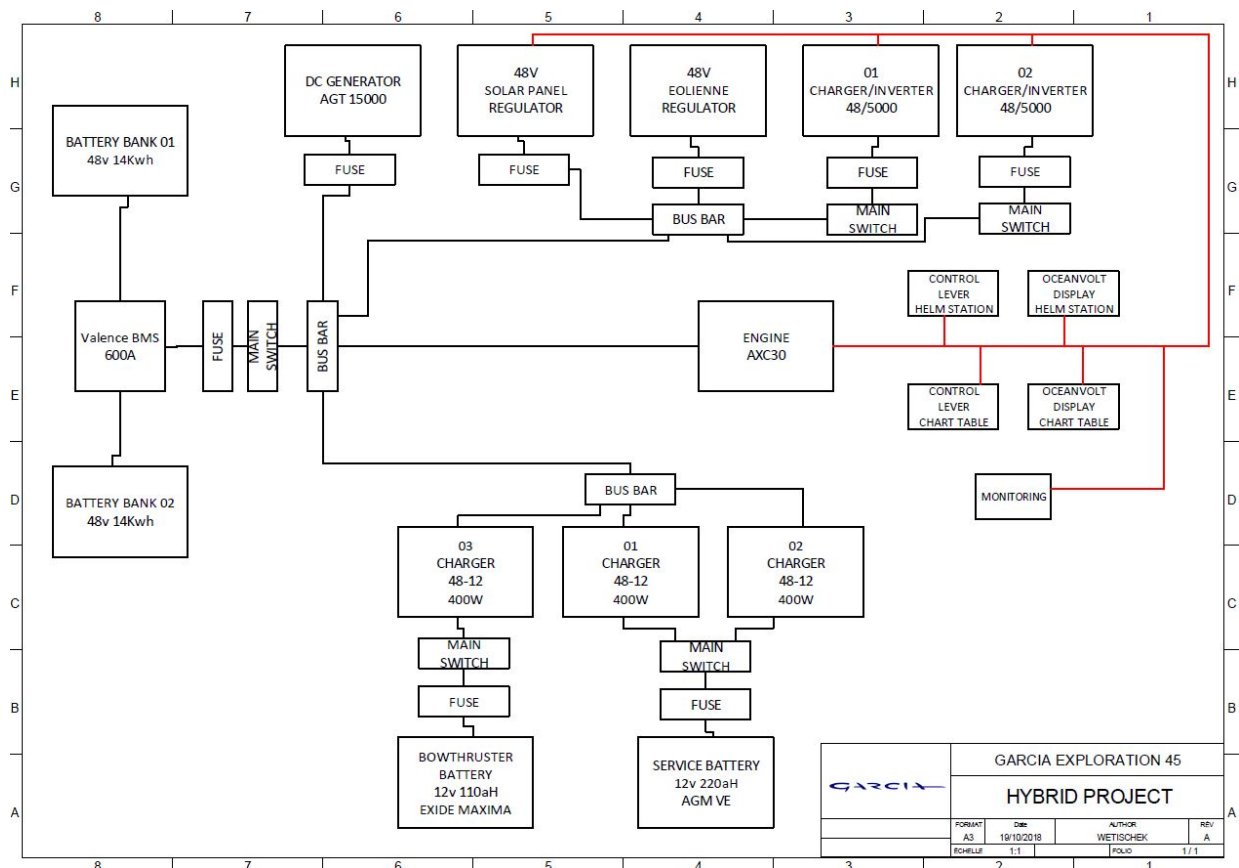 8 7 6 5 4 3 2 1
H H
DC GENERATOR
AGT 15000
48V
SOLAR PANEL
REGULATOR
48V
EOLIENNE
REGULATOR
01
CHARGER/INVERTER
48/5000
02
CHARGER/INVERTER
48/5000
BATTERY BANK 01
48v 14Kwh
G G
FUSE
FUSE
FUSE
FUSE
FUSE
BUS BAR
MAIN
SWITCH
MAIN
SWITCH
F F
CONTROL
LEVER
HELM STATION
OCEANVOLT
DISPLAY
HELM STATION
Valence BMS
600A
FUSE
MAIN
SWITCH
BUS BAR
ENGINE
AXC30
E E
CONTROL
LEVER
CHART TABLE
OCEANVOLT
DISPLAY
CHART TABLE
D D
BATTERY BANK 02
48v 14Kwh
BUS BAR
MONITORING
03
CHARGER
48-12
400W
01
CHARGER
48-12
400W
02
CHARGER
48-12
400W
C C
MAIN
SWITCH
MAIN
SWITCH
B B
FUSE
FUSE
BOWTHRUSTER
BATTERY
12v 110aH
EXIDE MAXIMA
SERVICE BATTERY
12v 220aH
AGM VE
A A
GARCIA
GARCIA EXPLORATION 45
HYBRID PROJECT
FORMAT Date AUTHOR REV
A3 19/10/2018 WETISCHEK A
ECHELLE 1:1 FOLIO 1 / 1
8 7 6 5 4 3 2 1